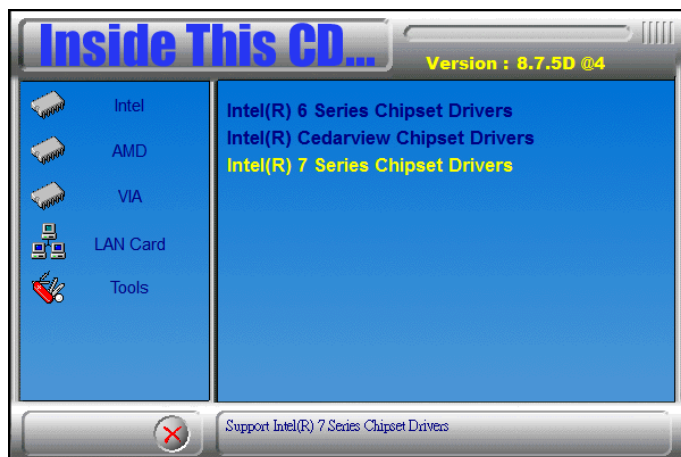 Inside This CD...
Version : 8.7.5D @4
Intel
AMD
VIA
LAN Card
Tools
Intel(R) 6 Series Chipset Drivers
Intel(R) Cedarview Chipset Drivers
Intel(R) 7 Series Chipset Drivers
Support Intel(R) 7 Series Chipset Drivers